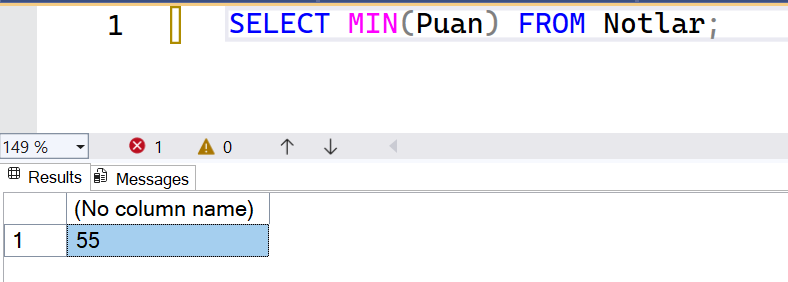 1 SELECT MIN(Puan) FROM Notlar;
149 % 1 0
Results Messages
(No column name)
1 55